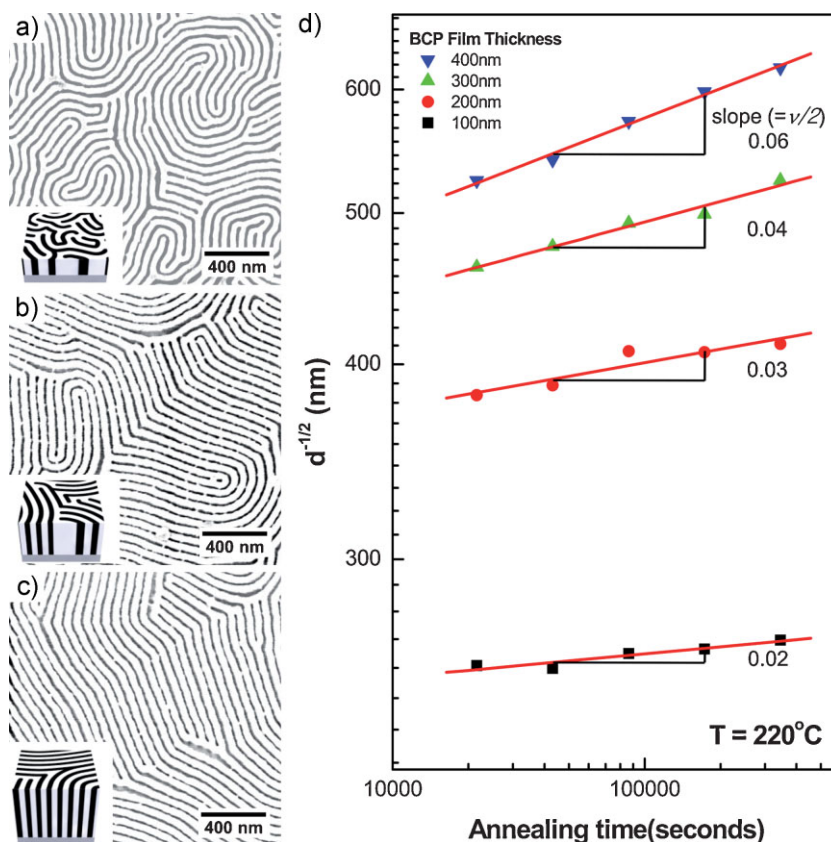 a)
400 nm
b)
400 nm
c)
400 nm
d)
BCP Film Thickness
400nm
300nm
200nm
100nm
slope (=ν/2)
0.06
0.04
0.03
0.02
T = 220°C
600
500
400
300
d^-1/2 (nm)
10000
100000
Annealing time(seconds)